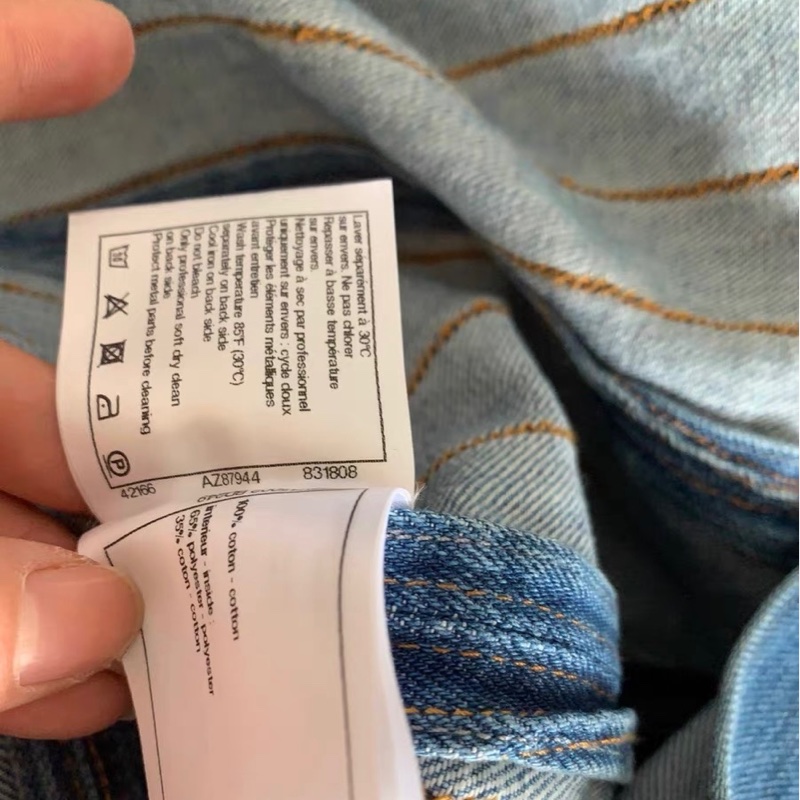 Laver séparément à 30°C
sur envers. Ne pas chlorer
Repasser à basse température
sur envers.
Nettoyage à sec par professionnel
uniquement sur envers : cycle doux
Protéger les éléments métalliques
avant entretien
Wash temperature 85°F (30°C)
separately on back side
Cool iron on back side
Do not bleach
Only professional soft dry clean
on back side
Protect metal parts before cleaning
P
42166 AZ87944 831808
100% coton - cotton
intérieur - inside :
65% polyester - polyester
35% coton - cotton